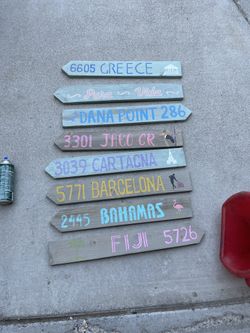 6605 GREECE
Pura Vida
DANA POINT 286
3301 JACO CR
3039 CARTAGNA
5771 BARCELONA
2445 BAHAMAS
FIJI 5726